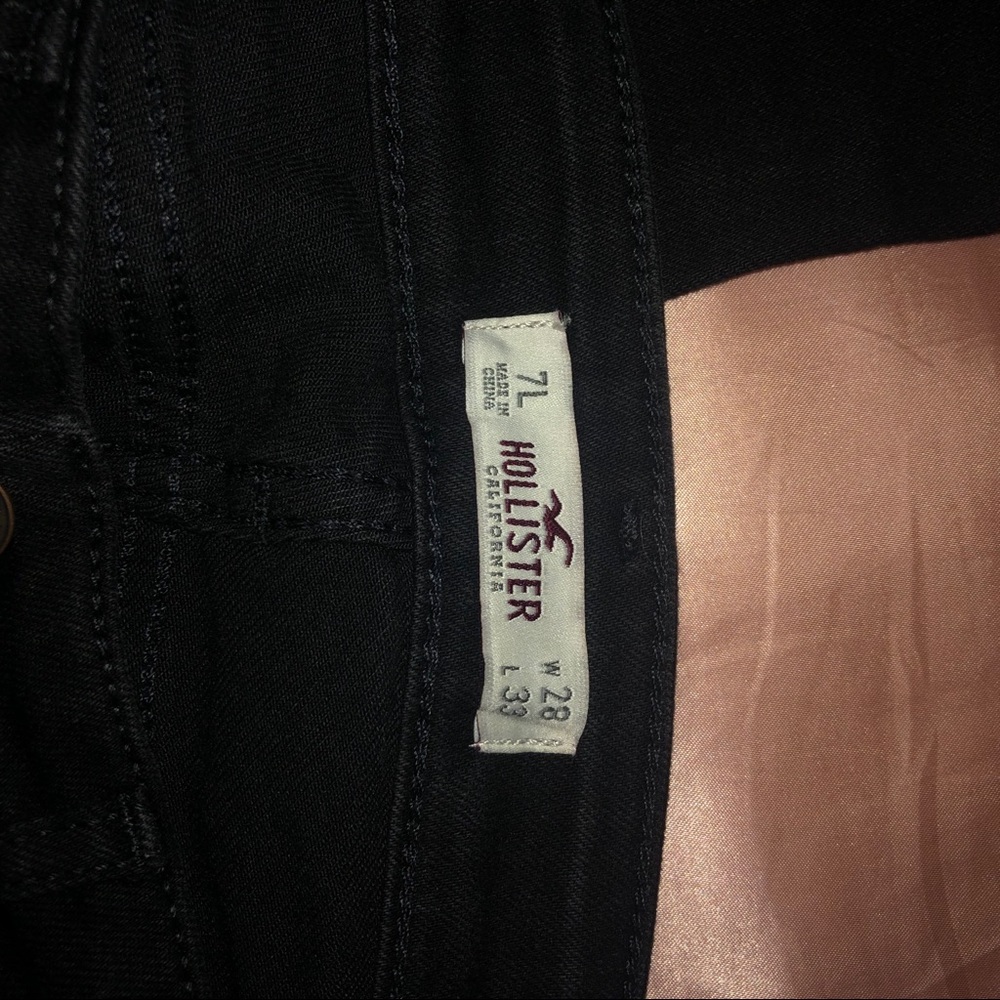 7L
MADE IN
CHINA
HOLLISTER
CALIFORNIA
W 28
L 33